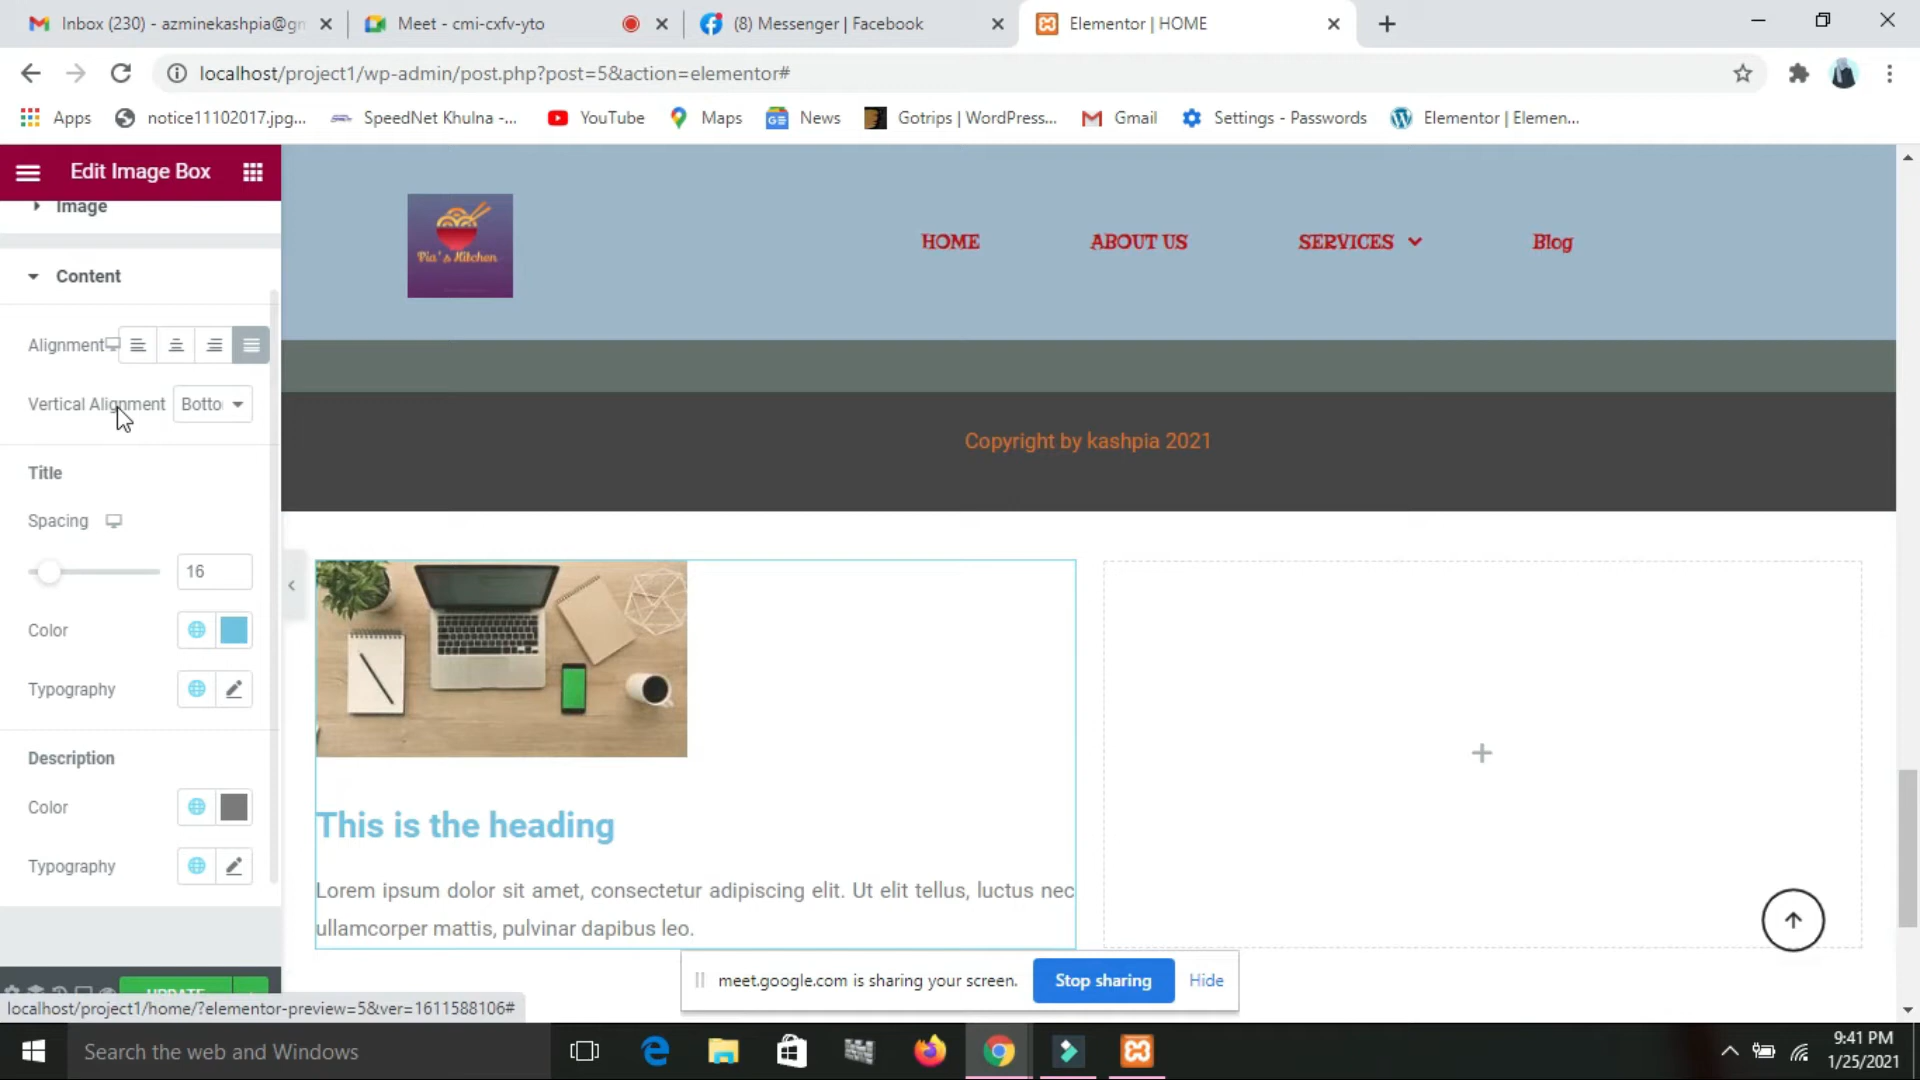 Inbox (230) - azminekashpia@gm
Meet - cmi-cxfv-yto
(8) Messenger | Facebook
Elementor | HOME
localhost/project1/wp-admin/post.php?post=5&action=elementor#
Apps
notice11102017.jpg...
SpeedNet Khulna -...
YouTube
Maps
News
Gotrips | WordPress...
Gmail
Settings - Passwords
Elementor | Elemen...
Edit Image Box
Image
Content
Alignment
Vertical Alignment
Botto
Title
Spacing
16
Color
Typography
Description
Color
Typography
UPDATE
Pia's Kitchen
HOME
ABOUT US
SERVICES
Blog
Copyright by kashpia 2021
This is the heading
Lorem ipsum dolor sit amet, consectetur adipiscing elit. Ut elit tellus, luctus nec
ullamcorper mattis, pulvinar dapibus leo.
meet.google.com is sharing your screen.
Stop sharing
Hide
localhost/project1/home/?elementor-preview=5&ver=1611588106#
Search the web and Windows
9:41 PM
1/25/2021